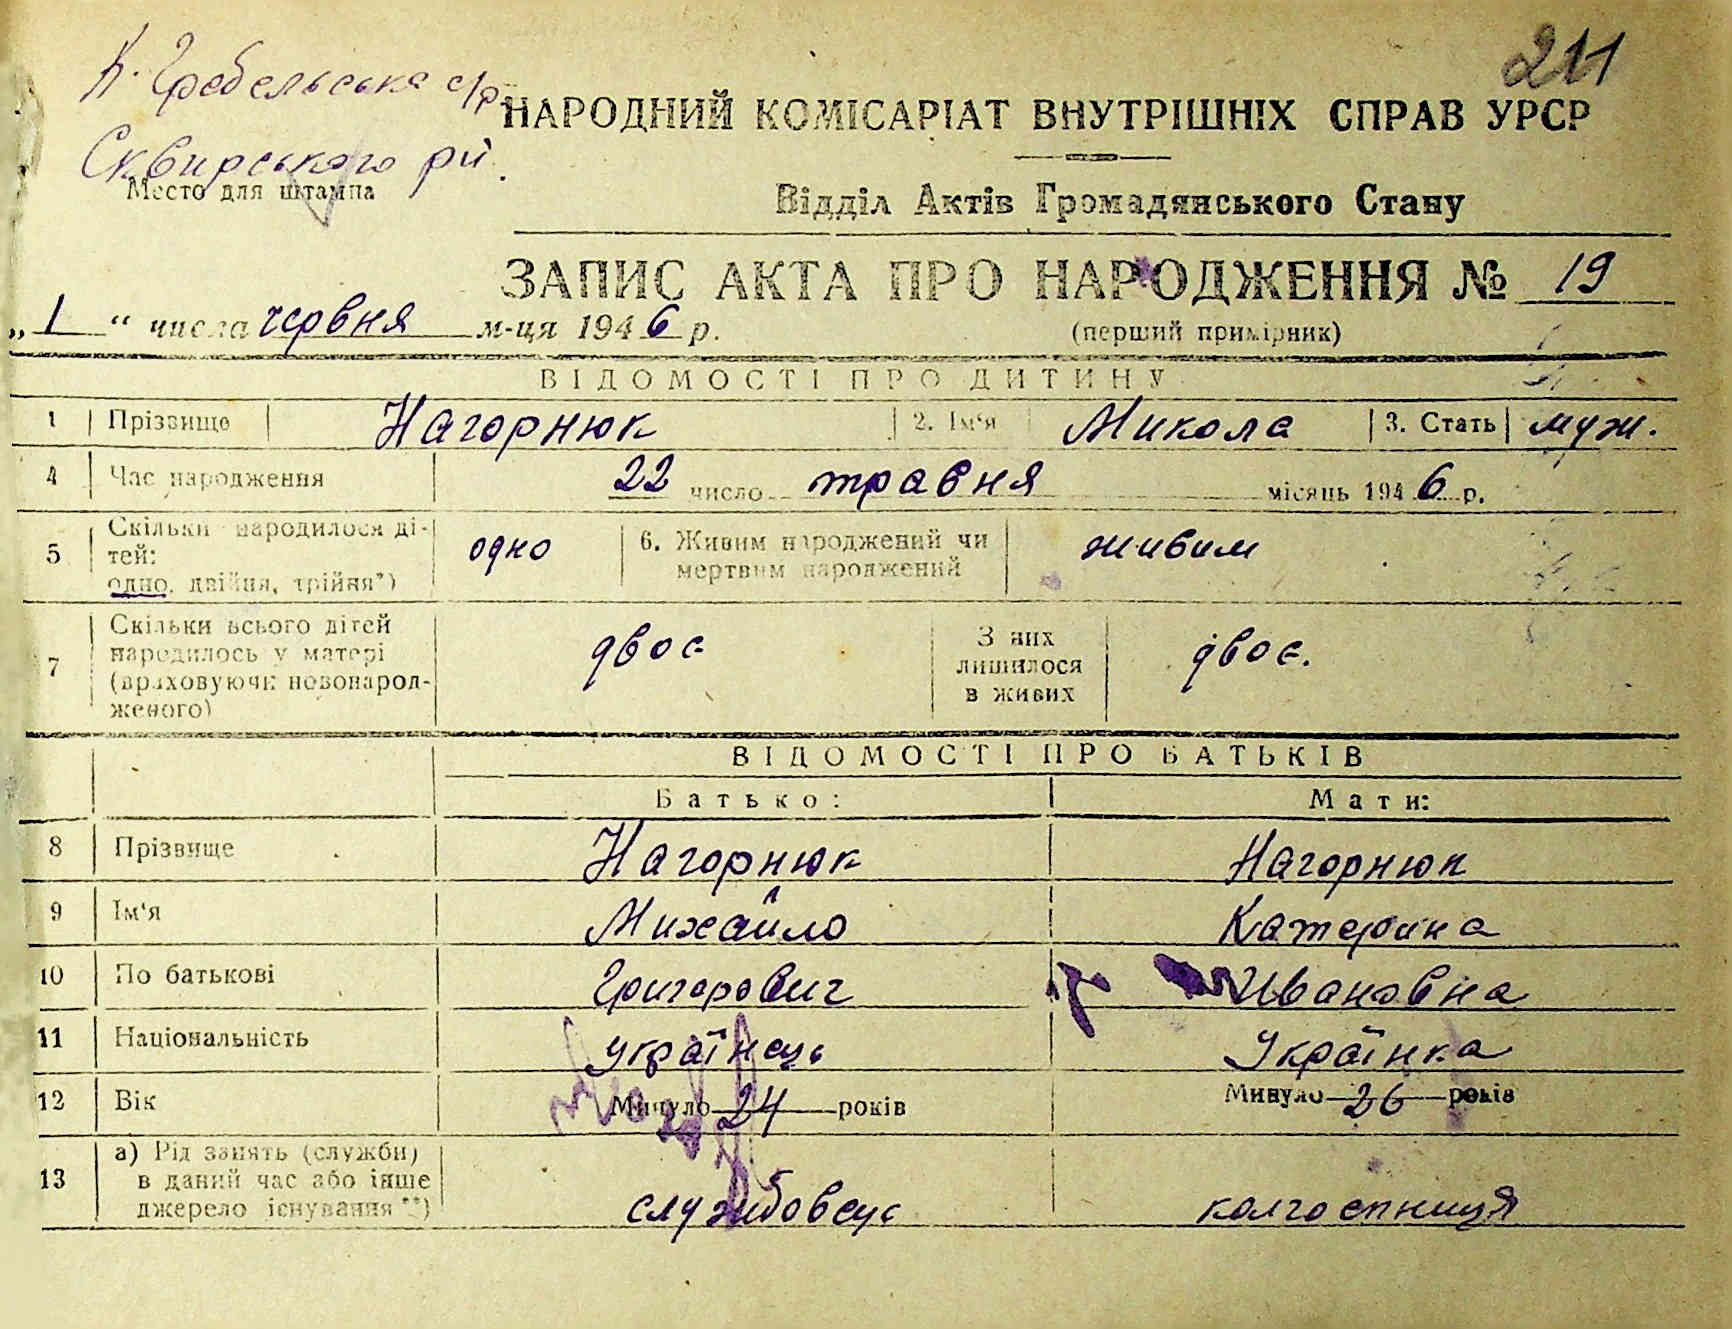 К. Гребельська с/р.
Сквирського рй.
Место для штампа
211
НАРОДНИЙ КОМІСАРІАТ ВНУТРІШНІХ СПРАВ УРСР
Відділ Актів Громадянського Стану
ЗАПИС АКТА ПРО НАРОДЖЕННЯ № 19
„ 1 “ числа червня м-ця 1946 р.
(перший примірник)
ВІДОМОСТІ ПРО ДИТИНУ
1 Прізвище Нагорнюк 2. Ім‘я Микола 3. Стать муж.
4 Час народження 22 число травня місяць 1946 р.
5 Скільки народилося дітей: одно, двійня, трійня*) одно 6. Живим народжений чи мертвим народжений живим
7 Скільки всього дітей народилось у матері (враховуючи новонародженого) двоє З них лишилося в живих двоє.
ВІДОМОСТІ ПРО БАТЬКІВ
Батько: Мати:
8 Прізвище Нагорнюк Нагорнюк
9 Ім‘я Михайло Катерина
10 По батькові Григорович Ивановна
11 Національність українець Українка
12 Вік Минуло 24 років Минуло 26 років
13 а) Рід занять (служби) в даний час або інше джерело існування**) службовець колгоспниця